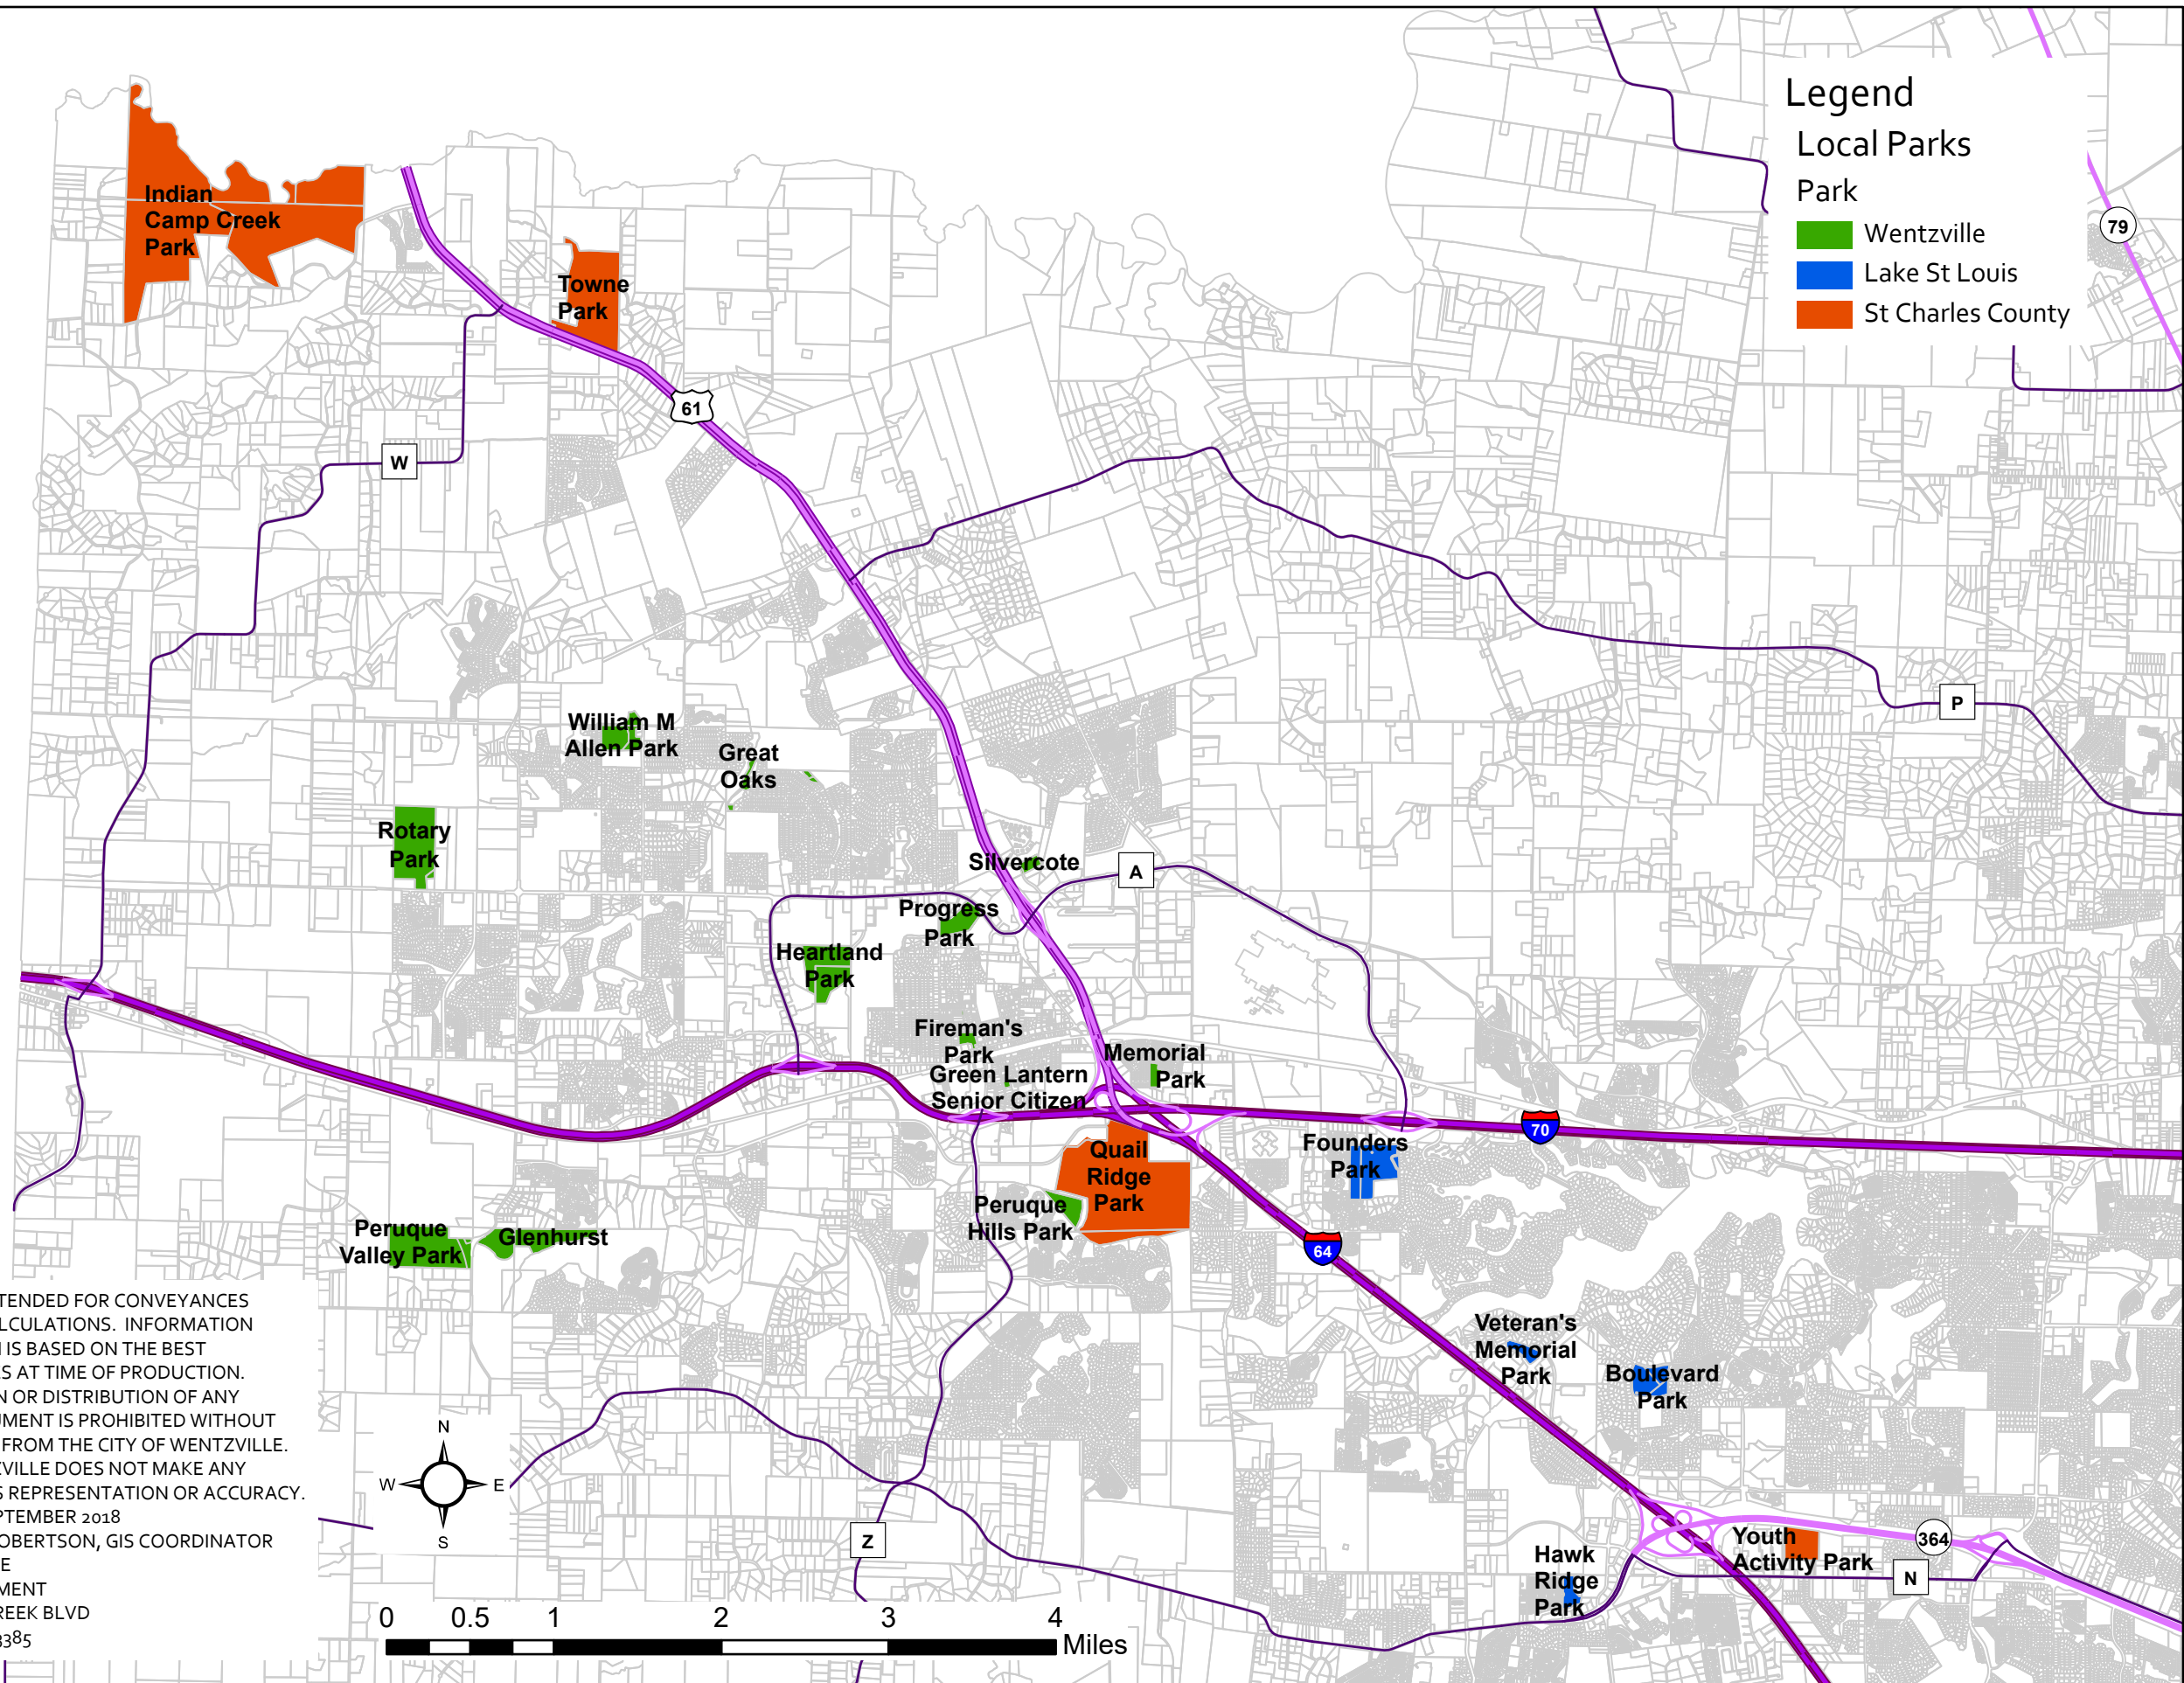 Legend
Local Parks
Park
Wentzville
Lake St Louis
St Charles County
79
Indian
Camp Creek
Park
Towne
Park
61
W
P
William M
Allen Park
Great
Oaks
Rotary
Park
Silvercote
A
Progress
Park
Heartland
Park
Fireman's
Park
Memorial
Park
Green Lantern
Senior Citizen
70
Founders
Park
Quail
Ridge
Park
Peruque
Hills Park
Peruque
Valley Park
Glenhurst
64
Veteran's
Memorial
Park
Boulevard
Park
TENDED FOR CONVEYANCES
LCULATIONS. INFORMATION
IS BASED ON THE BEST
S AT TIME OF PRODUCTION.
N OR DISTRIBUTION OF ANY
UMENT IS PROHIBITED WITHOUT
FROM THE CITY OF WENTZVILLE.
VILLE DOES NOT MAKE ANY
S REPRESENTATION OR ACCURACY.
PTEMBER 2018
OBERTSON, GIS COORDINATOR
E
MENT
REEK BLVD
3385
N
W E
S
Z
Youth
Activity Park
364
N
Hawk
Ridge
Park
0 0.5 1 2 3 4
Miles